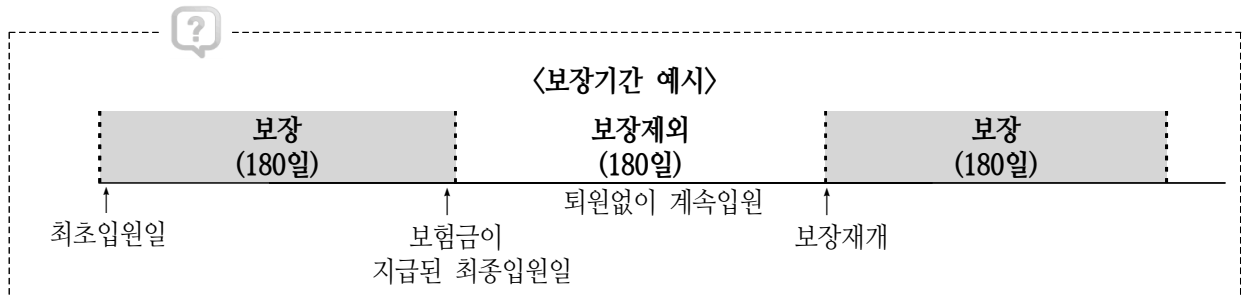 ?
〈보장기간 예시〉
보장 보장제외 보장
(180일) (180일) (180일)
퇴원없이 계속입원
↑ ↑ ↑
최초입원일 보험금이 보장재개
지급된 최종입원일